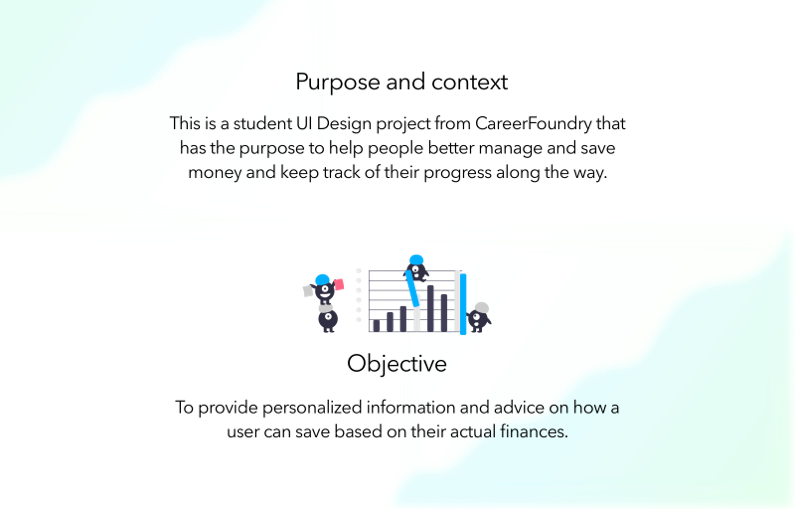 Purpose and context
This is a student UI Design project from CareerFoundry that
has the purpose to help people better manage and save
money and keep track of their progress along the way.
Objective
To provide personalized information and advice on how a
user can save based on their actual finances.